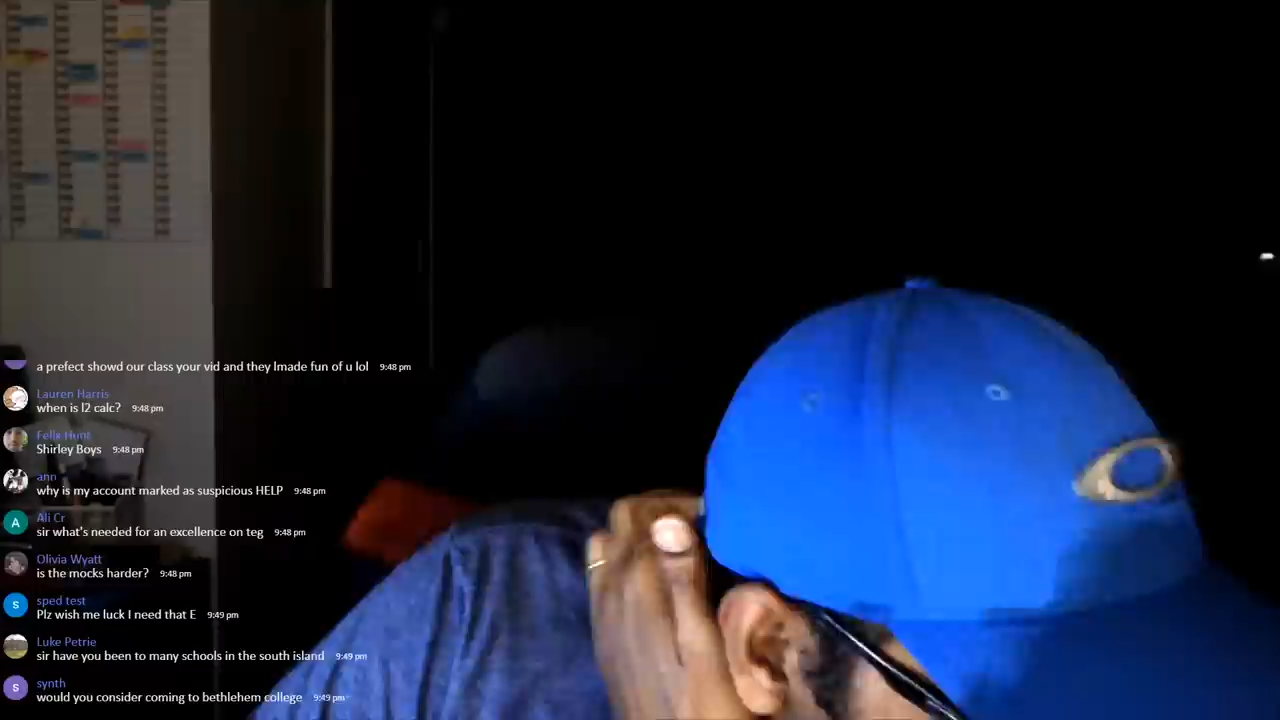 a prefect showd our class your vid and they lmade fun of u lol 9:48 pm
Lauren Harris
when is l2 calc? 9:48 pm
Felix Hunt
Shirley Boys 9:48 pm
ann
why is my account marked as suspicious HELP 9:48 pm
A
Ali Cr
sir what's needed for an excellence on teg 9:48 pm
Olivia Wyatt
is the mocks harder? 9:48 pm
S
sped test
Plz wish me luck I need that E 9:49 pm
Luke Petrie
sir have you been to many schools in the south island 9:49 pm
S
synth
would you consider coming to bethlehem college 9:49 pm